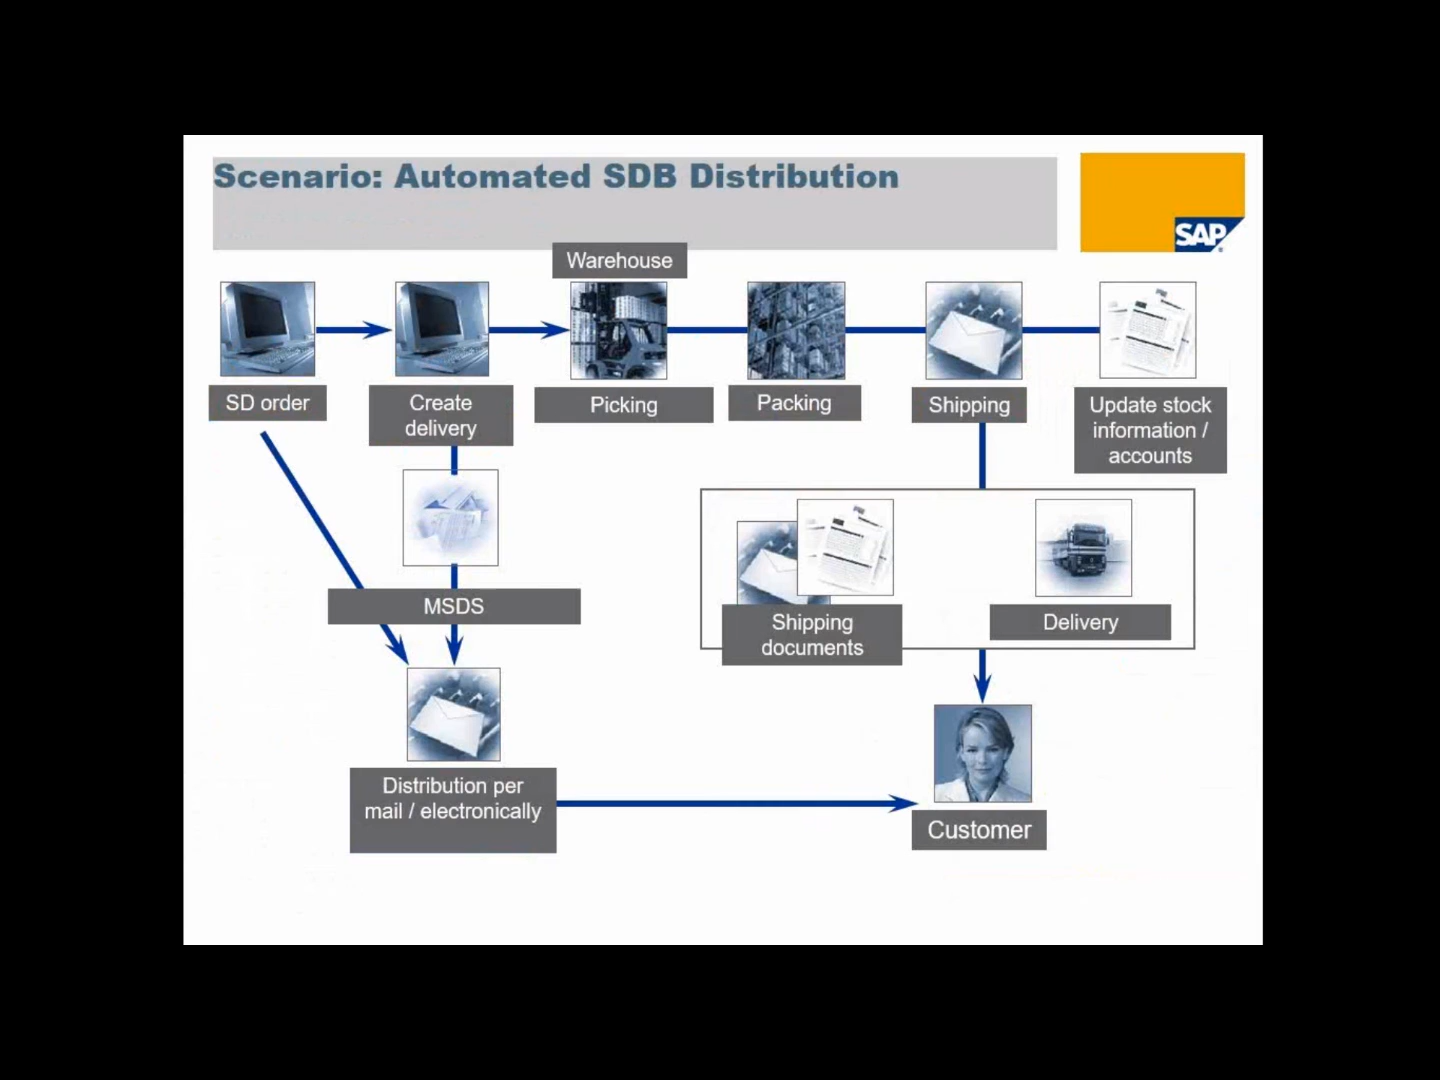 Scenario: Automated SDB Distribution
SAP
Warehouse
SD order
Create
delivery
Picking
Packing
Shipping
Update stock
information /
accounts
MSDS
Shipping
documents
Delivery
Distribution per
mail / electronically
Customer